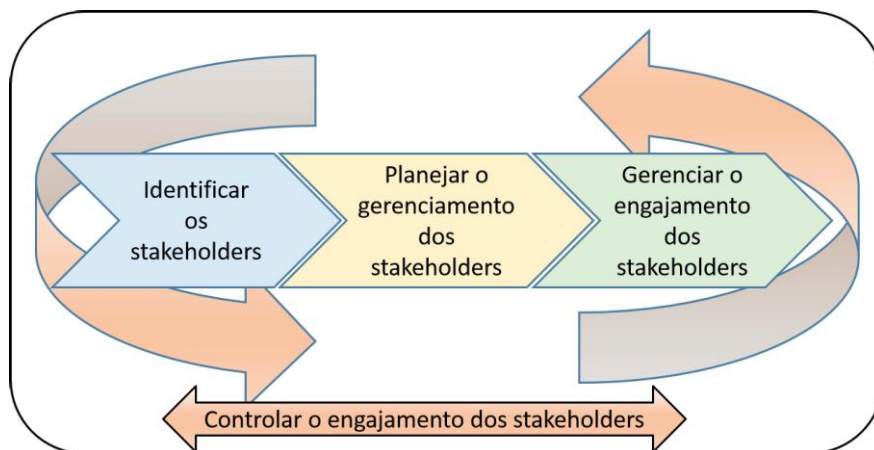 Identificar
os
stakeholders
Planejar o
gerenciamento
dos
stakeholders
Gerenciar o
engajamento
dos
stakeholders
Controlar o engajamento dos stakeholders